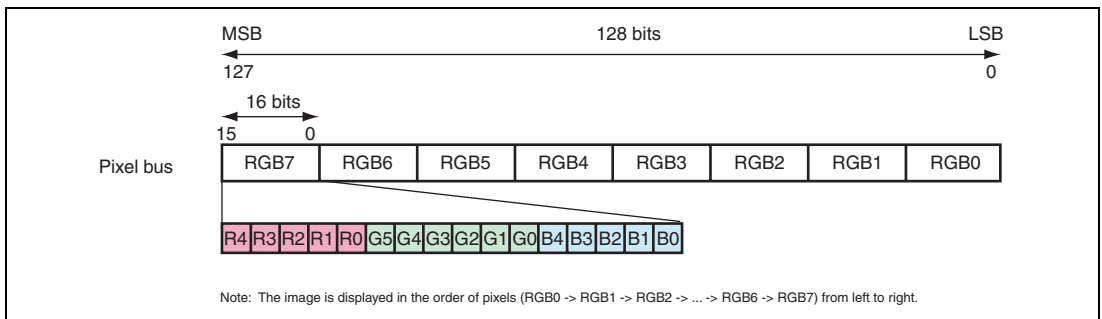 MSB 128 bits LSB
127 0
16 bits
15 0
Pixel bus RGB7 RGB6 RGB5 RGB4 RGB3 RGB2 RGB1 RGB0
R4 R3 R2 R1 R0 G5 G4 G3 G2 G1 G0 B4 B3 B2 B1 B0
Note: The image is displayed in the order of pixels (RGB0 -> RGB1 -> RGB2 -> ... -> RGB6 -> RGB7) from left to right.